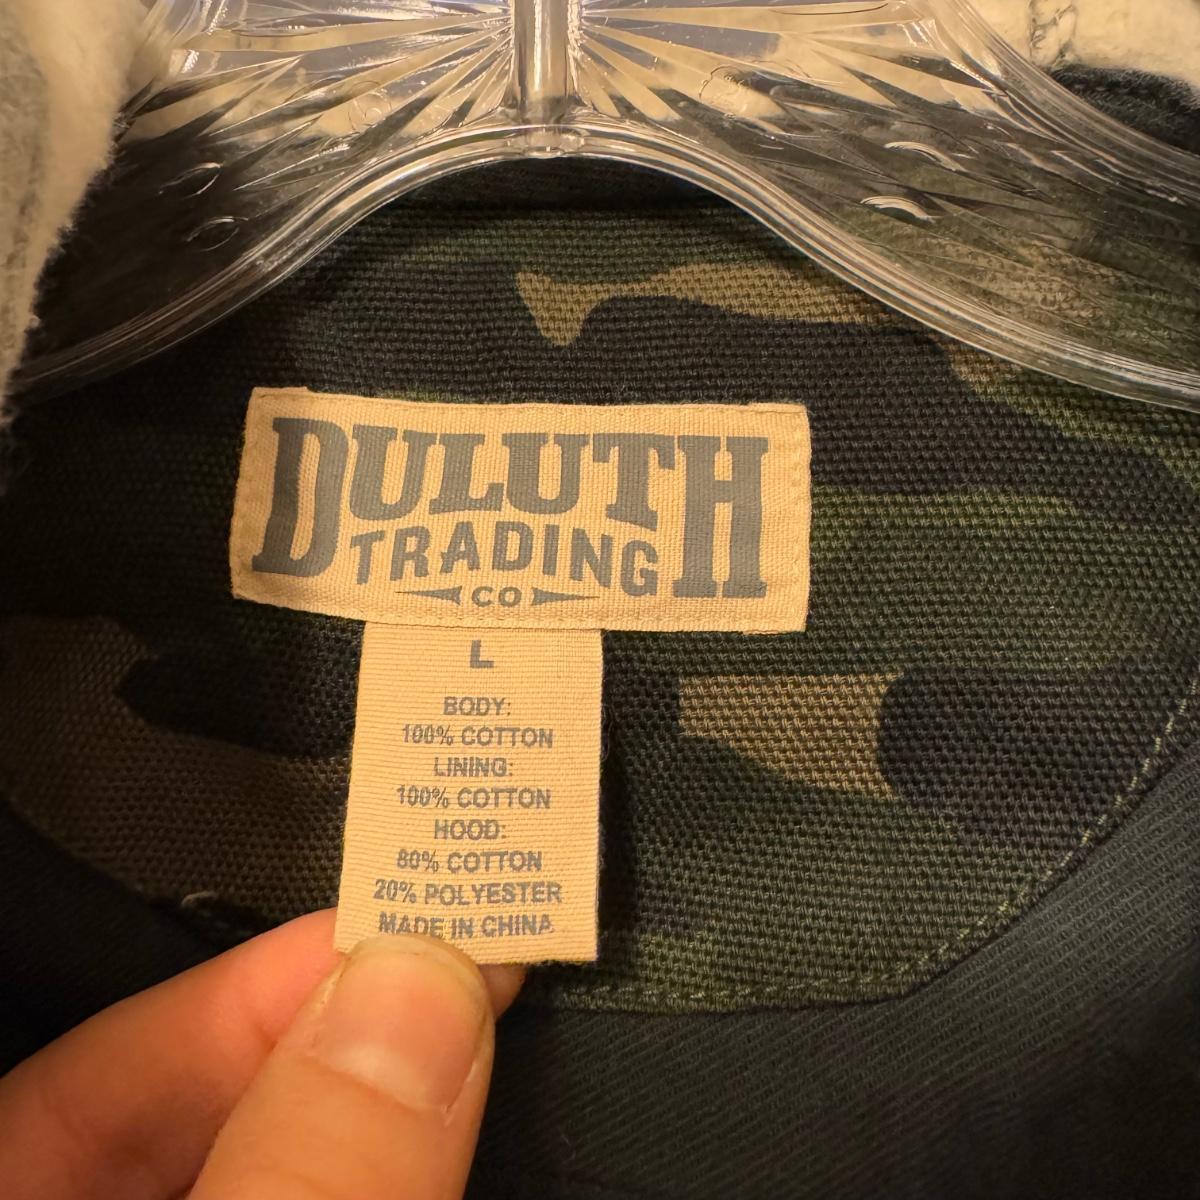 DULUTH
TRADING
CO
L
BODY:
100% COTTON
LINING:
100% COTTON
HOOD:
80% COTTON
20% POLYESTER
MADE IN CHINA